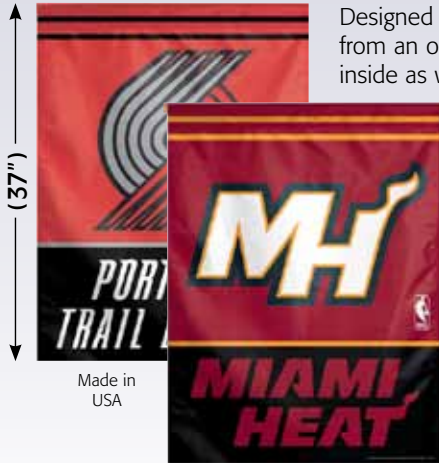 Designed
from an o
inside as w
(37")
PORT
TRAIL
MH
MIAMI
HEAT
Made in
USA